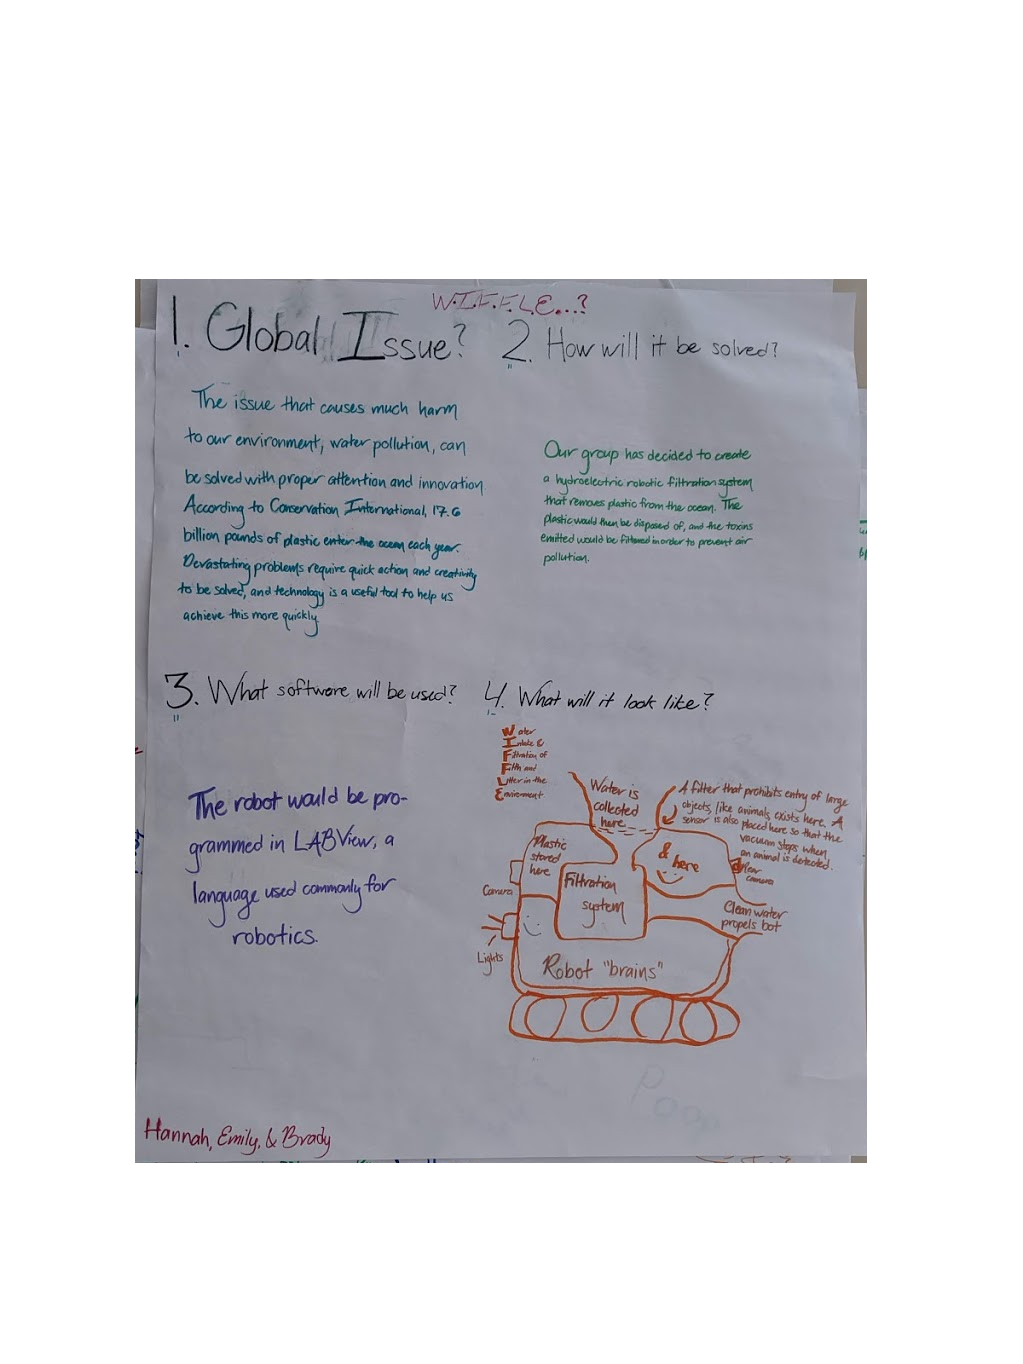 W.I.F.F.L.E...?
1. Global Issue?
The issue that causes much harm
to our environment, water pollution, can
be solved with proper attention and innovation
According to Conservation International, 17.6
billion pounds of plastic enter the ocean each year.
Devastating problems require quick action and creativity
to be solved, and technology is a useful tool to help us
achieve this more quickly.
2. How will it be solved?
Our group has decided to create
a hydroelectric robotic filtration system
that removes plastic from the ocean. The
plastic would then be disposed of, and the toxins
emitted would be filtered in order to prevent air
pollution.
3. What software will be used?
The robot would be pro-
grammed in LABView, a
language used commonly for
robotics.
4. What will it look like?
Water
Intake &
Filtration of
Filth and
Litter in the
Environment
Water is
collected
here
A filter that prohibits entry of large
objects, like animals, exists here. A
sensor is also placed here so that the
vacuum stops when
an animal is detected.
Plastic
stored
here
& here
Rear
camera
Filtration
system
Camera
Clean water
propels bot
Lights
Robot "brains"
Hannah, Emily, & Brady